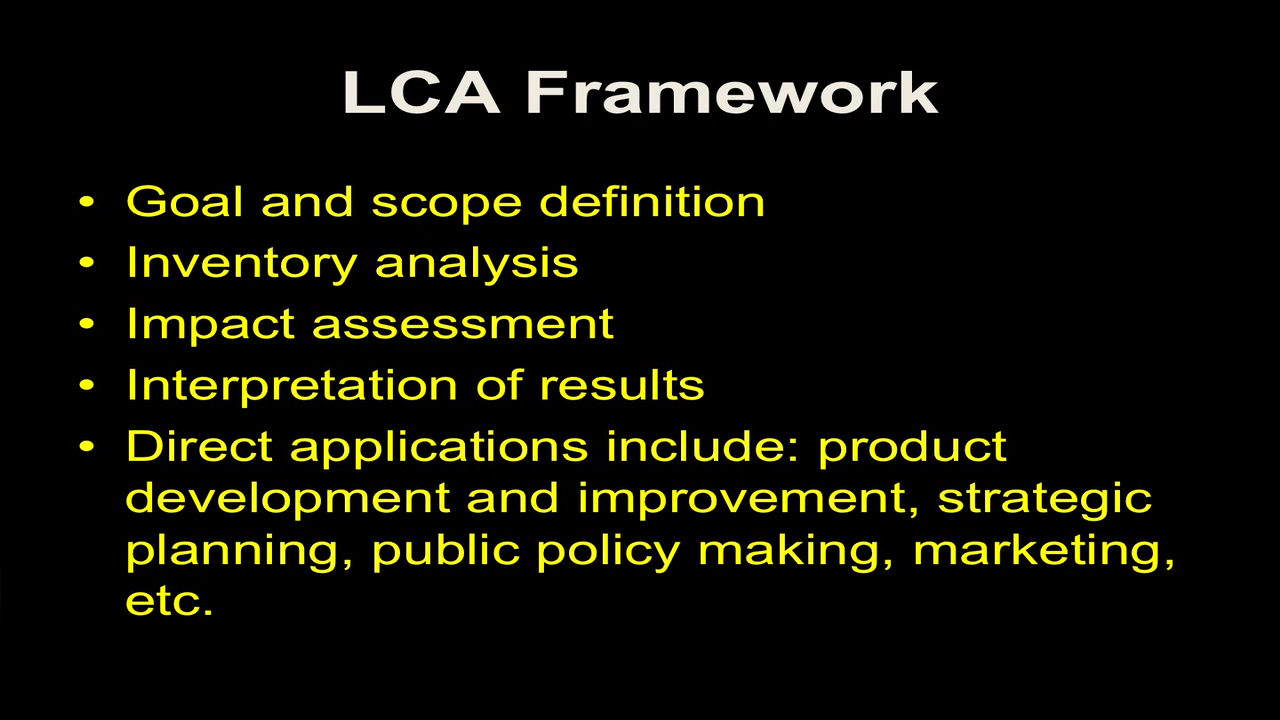 LCA Framework
• Goal and scope definition
• Inventory analysis
• Impact assessment
• Interpretation of results
• Direct applications include: product
development and improvement, strategic
planning, public policy making, marketing,
etc.